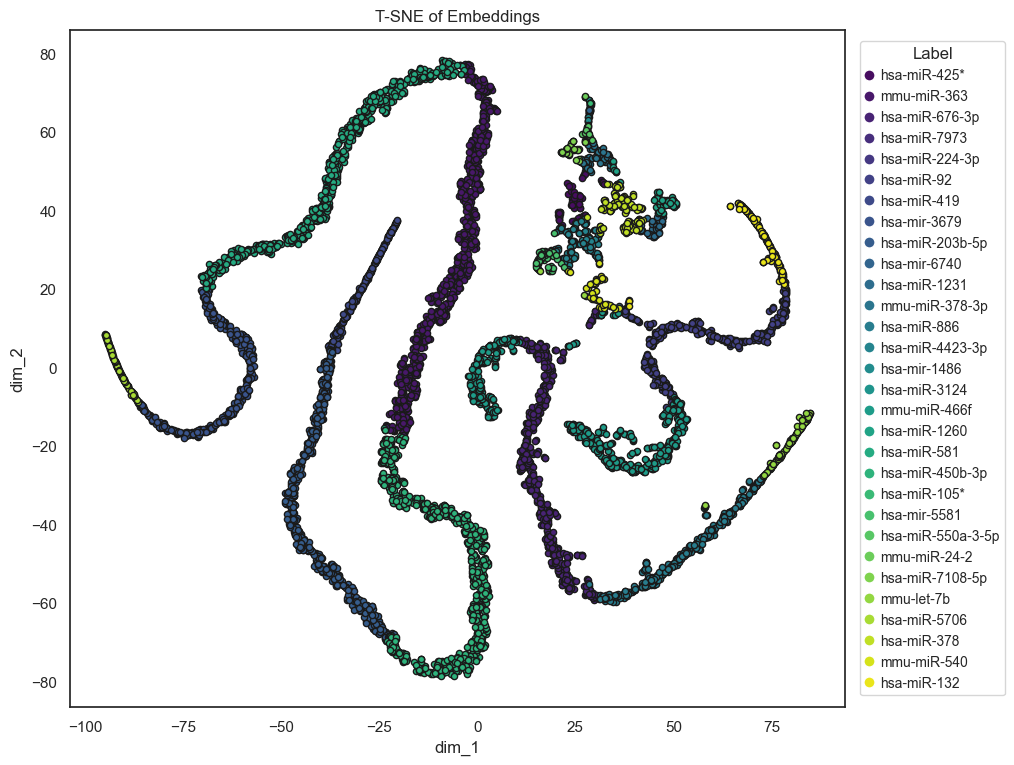 T-SNE of Embeddings
dim_2
80
60
40
20
0
−20
−40
−60
−80
−100
−75
−50
−25
0
25
50
75
dim_1
Label
hsa-miR-425*
mmu-miR-363
hsa-miR-676-3p
hsa-miR-7973
hsa-miR-224-3p
hsa-miR-92
hsa-miR-419
hsa-mir-3679
hsa-miR-203b-5p
hsa-mir-6740
hsa-miR-1231
mmu-miR-378-3p
hsa-miR-886
hsa-miR-4423-3p
hsa-mir-1486
hsa-miR-3124
mmu-miR-466f
hsa-miR-1260
hsa-miR-581
hsa-miR-450b-3p
hsa-miR-105*
hsa-mir-5581
hsa-miR-550a-3-5p
mmu-miR-24-2
hsa-miR-7108-5p
mmu-let-7b
hsa-miR-5706
hsa-miR-378
mmu-miR-540
hsa-miR-132